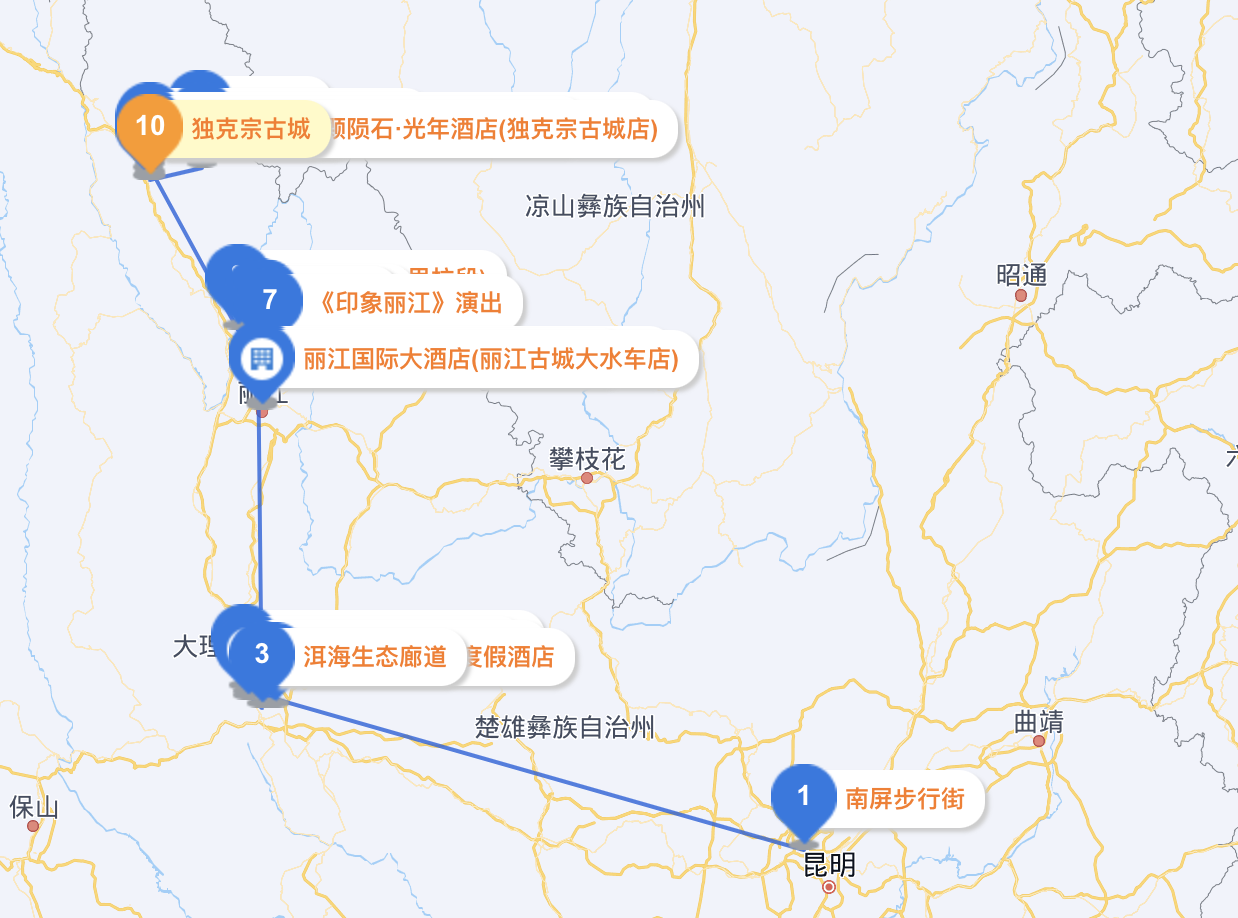 10
独克宗古城
陨石·光年酒店(独克宗古城店)
凉山彝族自治州
昭通
7
《印象丽江》演出
丽江国际大酒店(丽江古城大水车店)
攀枝花
大理
3
洱海生态廊道
度假酒店
楚雄彝族自治州
曲靖
1
南屏步行街
保山
昆明